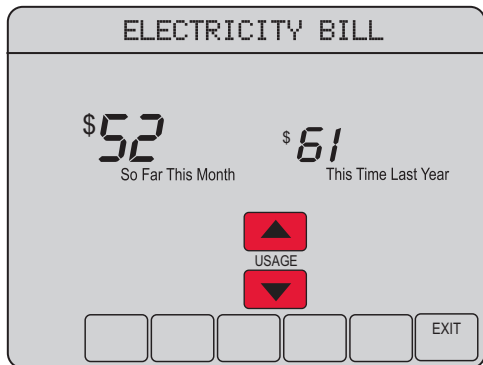 ELECTRICITY BILL
$52 $61
So Far This Month This Time Last Year
USAGE
EXIT